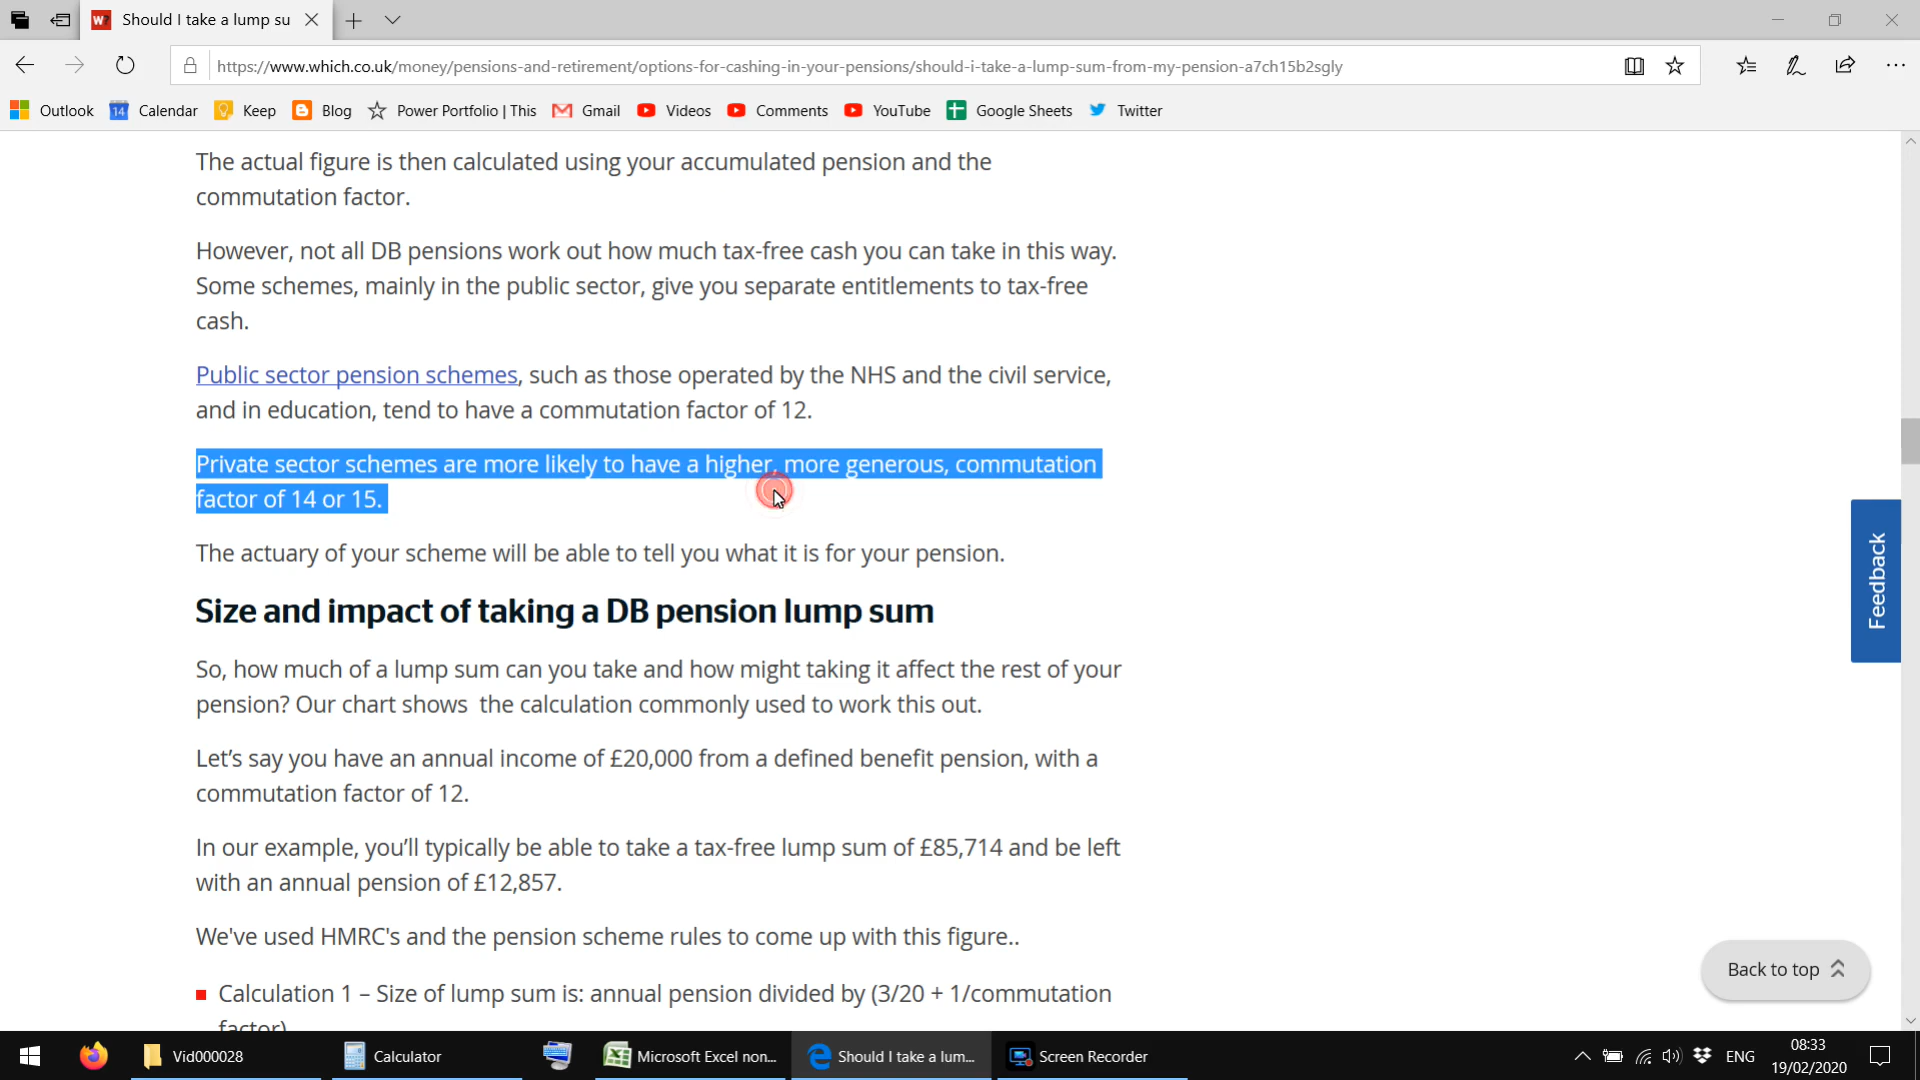 Should I take a lump su
https://www.which.co.uk/money/pensions-and-retirement/options-for-cashing-in-your-pensions/should-i-take-a-lump-sum-from-my-pension-a7ch15b2sgly
Outlook 14 Calendar Keep Blog Power Portfolio | This Gmail Videos Comments YouTube Google Sheets Twitter
The actual figure is then calculated using your accumulated pension and the
commutation factor.
However, not all DB pensions work out how much tax-free cash you can take in this way.
Some schemes, mainly in the public sector, give you separate entitlements to tax-free
cash.
Public sector pension schemes, such as those operated by the NHS and the civil service,
and in education, tend to have a commutation factor of 12.
Private sector schemes are more likely to have a higher, more generous, commutation
factor of 14 or 15.
The actuary of your scheme will be able to tell you what it is for your pension.
Feedback
Size and impact of taking a DB pension lump sum
So, how much of a lump sum can you take and how might taking it affect the rest of your
pension? Our chart shows the calculation commonly used to work this out.
Let's say you have an annual income of £20,000 from a defined benefit pension, with a
commutation factor of 12.
In our example, you'll typically be able to take a tax-free lump sum of £85,714 and be left
with an annual pension of £12,857.
We've used HMRC's and the pension scheme rules to come up with this figure..
Back to top
Calculation 1 – Size of lump sum is: annual pension divided by (3/20 + 1/commutation
factor)
Vid000028 Calculator Microsoft Excel non... Should I take a lum... Screen Recorder ENG
08:33
19/02/2020